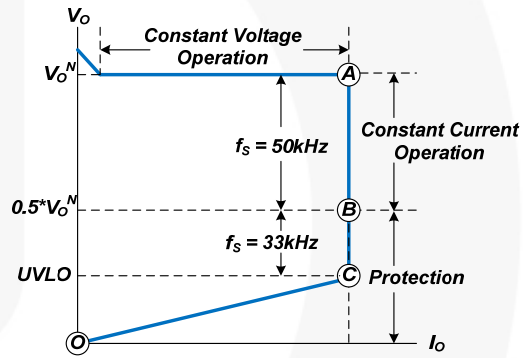 V_O
Constant Voltage
Operation
V_O^N
A
f_S = 50kHz
Constant Current
Operation
0.5*V_O^N
B
f_S = 33kHz
UVLO
C
Protection
O
I_O